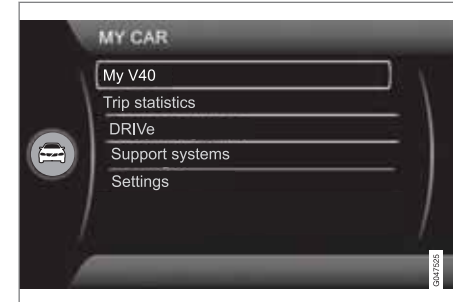 MY CAR
My V40
Trip statistics
DRIVe
Support systems
Settings
G047525